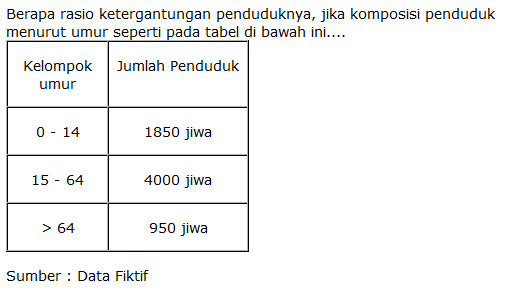 Berapa rasio ketergantungan penduduknya, jika komposisi penduduk
menurut umur seperti pada tabel di bawah ini....
Kelompok umur Jumlah Penduduk
0 - 14 1850 jiwa
15 - 64 4000 jiwa
> 64 950 jiwa
Sumber : Data Fiktif